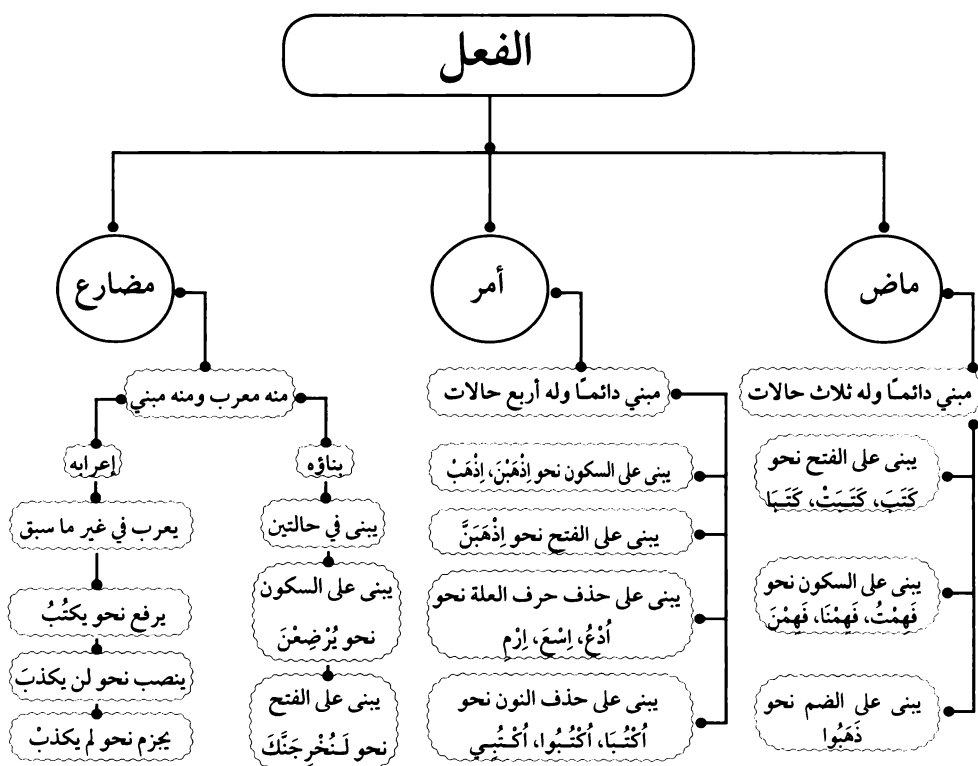 الفعل
ماض
مبني دائمًا وله ثلاث حالات
يبنى على الفتح نحو
كَتَبَ، كَتَبَتْ، كَتَبَا
يبنى على السكون نحو
فَهِمْتُ، فَهِمْنَا، فَهِمْنَ
يبنى على الضم نحو
ذَهَبُوا
أمر
مبني دائمًا وله أربع حالات
يبنى على السكون نحو اِذْهَبْنَ، اِذْهَبْ
يبنى على الفتح نحو اِذْهَبَنَّ
يبنى على حذف حرف العلة نحو
اُدْعُ، اِسْعَ، اِرْمِ
يبنى على حذف النون نحو
اُكْتُبَا، اُكْتُبُوا، اُكْتُبِي
مضارع
منه معرب ومنه مبني
بناؤه
يبنى في حالتين
يبنى على السكون
نحو يُرْضِعْنَ
يبنى على الفتح
نحو لَنُخْرِجَنَّكَ
إعرابه
يعرب في غير ما سبق
يرفع نحو يكتُبُ
ينصب نحو لن يكذبَ
يجزم نحو لم يكذبْ